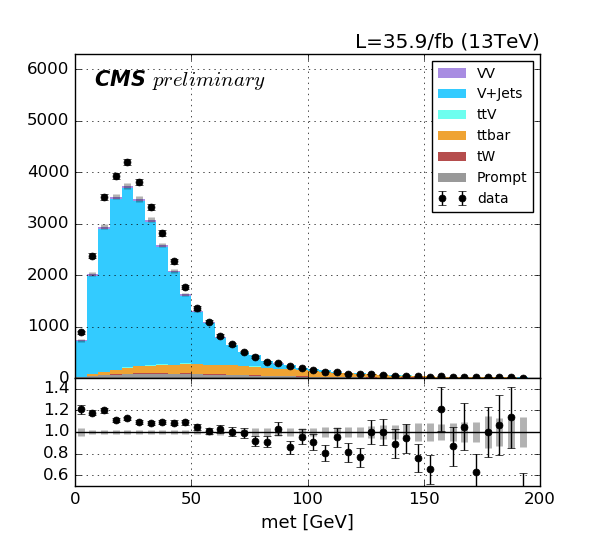 L=35.9/fb (13TeV)
CMS preliminary
VV
V+Jets
ttV
ttbar
tW
Prompt
data
6000
5000
4000
3000
2000
1000
0
1.4
1.2
1.0
0.8
0.6
0 50 100 150 200
met [GeV]